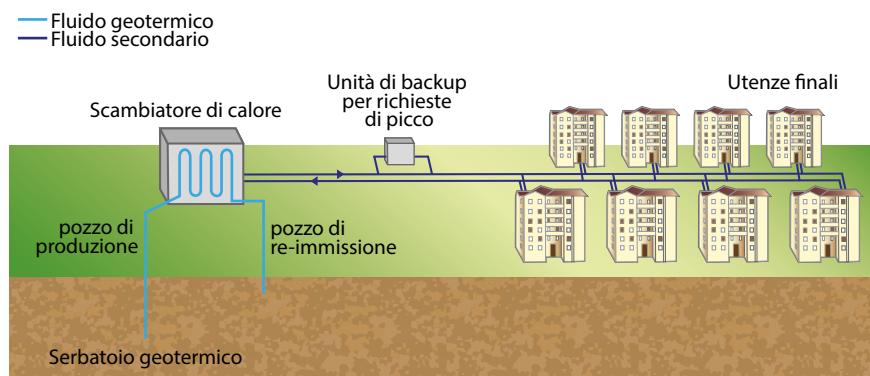 Fluido geotermico
Fluido secondario
Scambiatore di calore
Unità di backup
per richieste
di picco
Utenze finali
pozzo di
produzione
pozzo di
re-immissione
Serbatoio geotermico